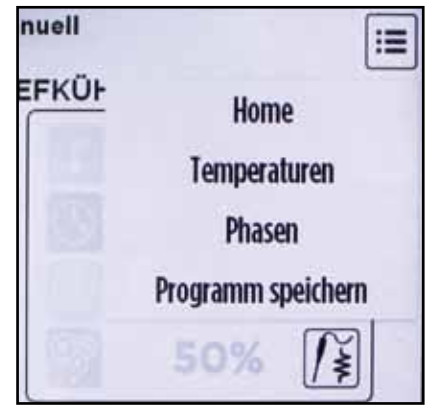 nuell
EFKÜH
Home
Temperaturen
Phasen
Programm speichern
50%